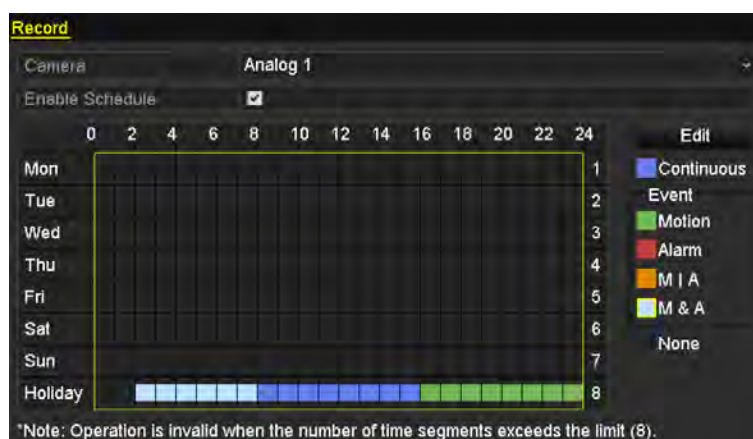 Record
Camera Analog 1
Enable Schedule
0 2 4 6 8 10 12 14 16 18 20 22 24 Edit
Mon 1 Continuous
Tue 2 Event
Wed 3 Motion
Thu 4 Alarm
Fri 5 M | A
Sat 6 M & A
Sun 7 None
Holiday 8
*Note: Operation is invalid when the number of time segments exceeds the limit (8).